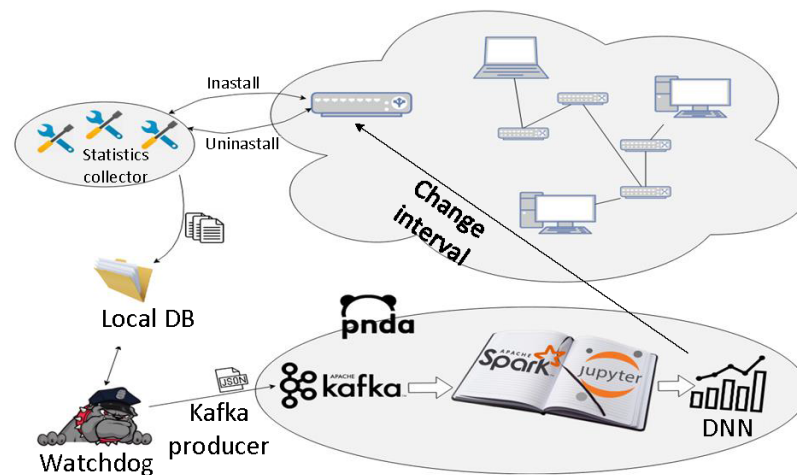 Inastall
Uninastall
Statistics
collector
Change
interval
Local DB
pnda
JSON
APACHE
kafka
APACHE
Spark
jupyter
Kafka
producer
Watchdog
DNN